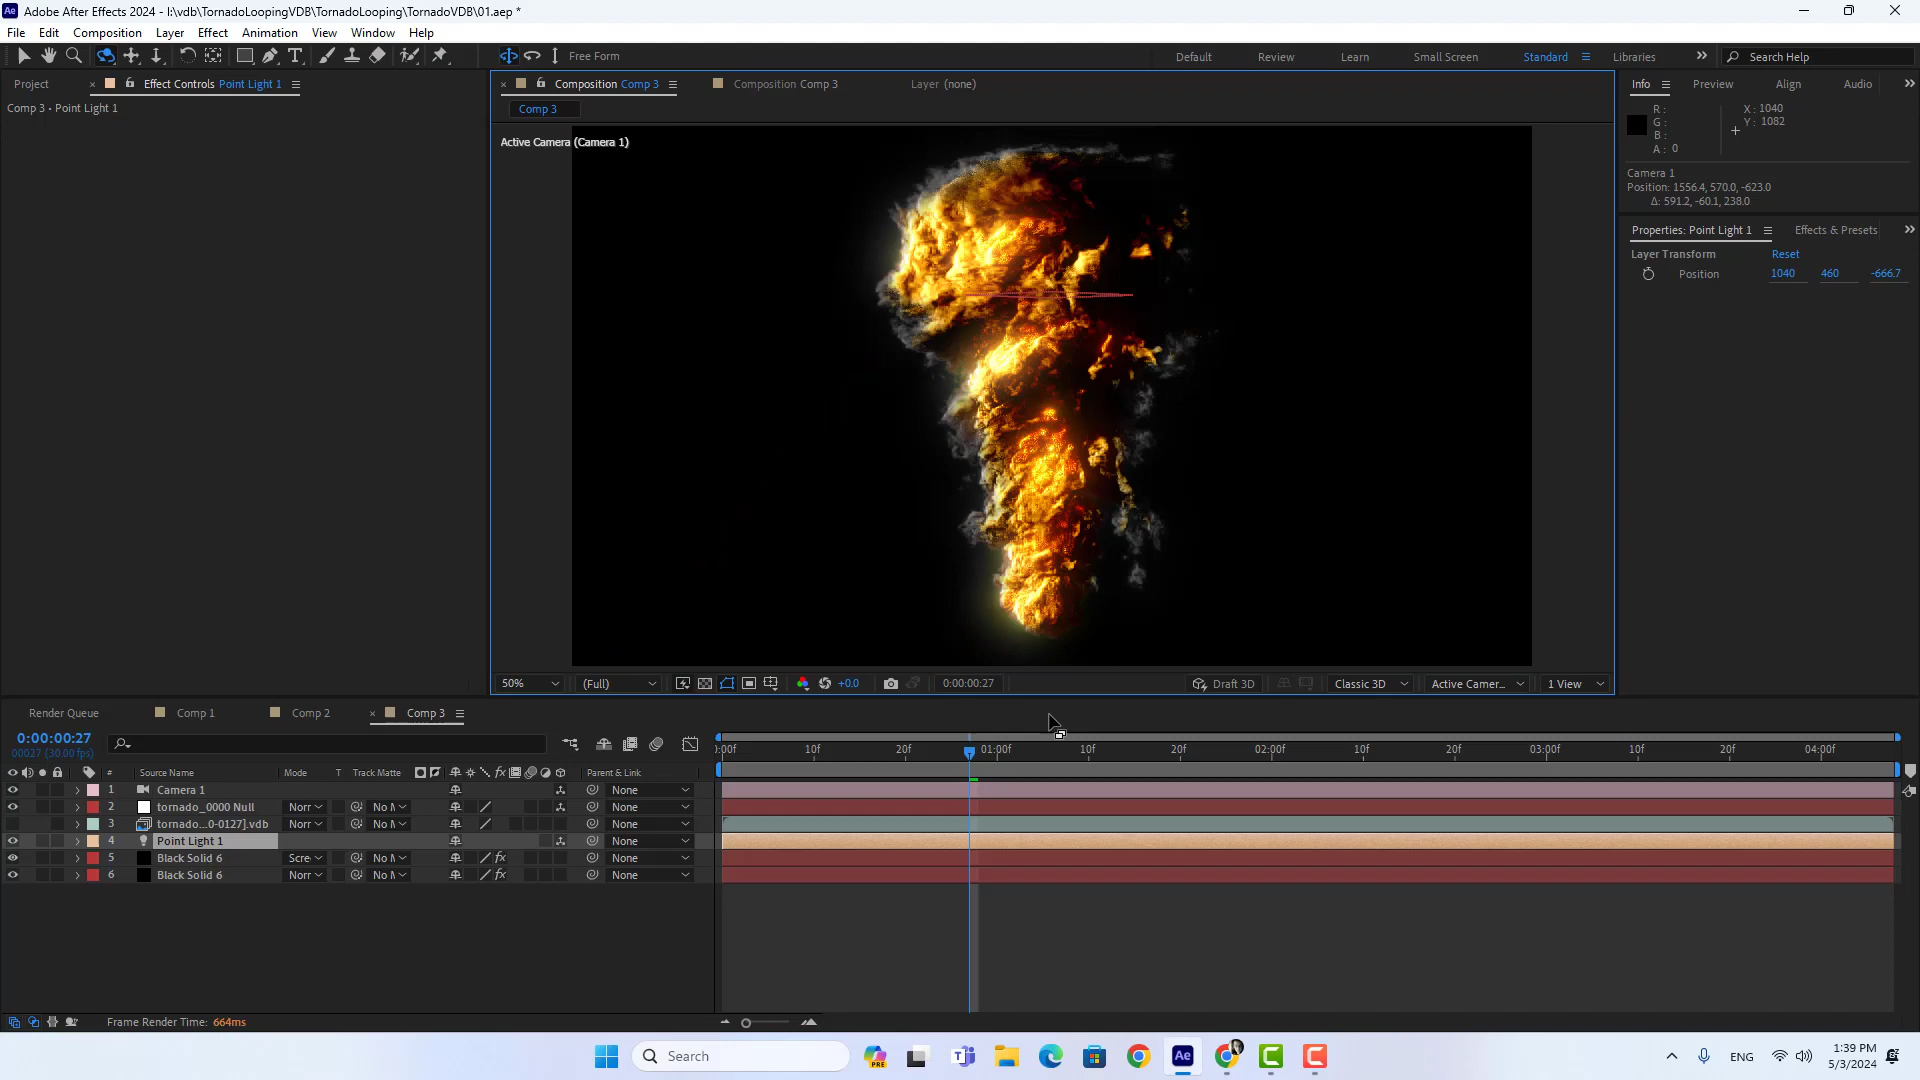 Adobe After Effects 2024 - I:\vdb\TornadoLoopingVDB\TornadoLooping\TornadoVDB\01.aep *
File Edit Composition Layer Effect Animation View Window Help
Free Form
Default Review Learn Small Screen Standard Libraries Search Help
Project
Effect Controls Point Light 1
Composition Comp 3
Composition Comp 3
Layer (none)
Info Preview Align Audio
Comp 3 • Point Light 1
Comp 3
Active Camera (Camera 1)
R :
G :
B :
A : 0
X : 1040
Y : 1082
Camera 1
Position: 1556.4, 570.0, -623.0
Δ: 591.2, -60.1, 238.0
Properties: Point Light 1 Effects & Presets
Layer Transform Reset
Position 1040 460 -666.7
50% (Full) +0.0 0:00:00:27 Draft 3D Classic 3D Active Camer... 1 View
Render Queue Comp 1 Comp 2 Comp 3
0:00:00:27
00027 (30.00 fps)
:00f 10f 20f 01:00f 10f 20f 02:00f 10f 20f 03:00f 10f 20f 04:00f
# Source Name Mode T Track Matte fx Parent & Link
1 Camera 1 None
2 tornado_0000 Null Norr No M None
3 tornado...0-0127].vdb Norr No M None
4 Point Light 1 None
5 Black Solid 6 Scre No M fx None
6 Black Solid 6 Norr No M fx None
Frame Render Time: 664ms
Search
PRE
Ae
ENG
1:39 PM
5/3/2024